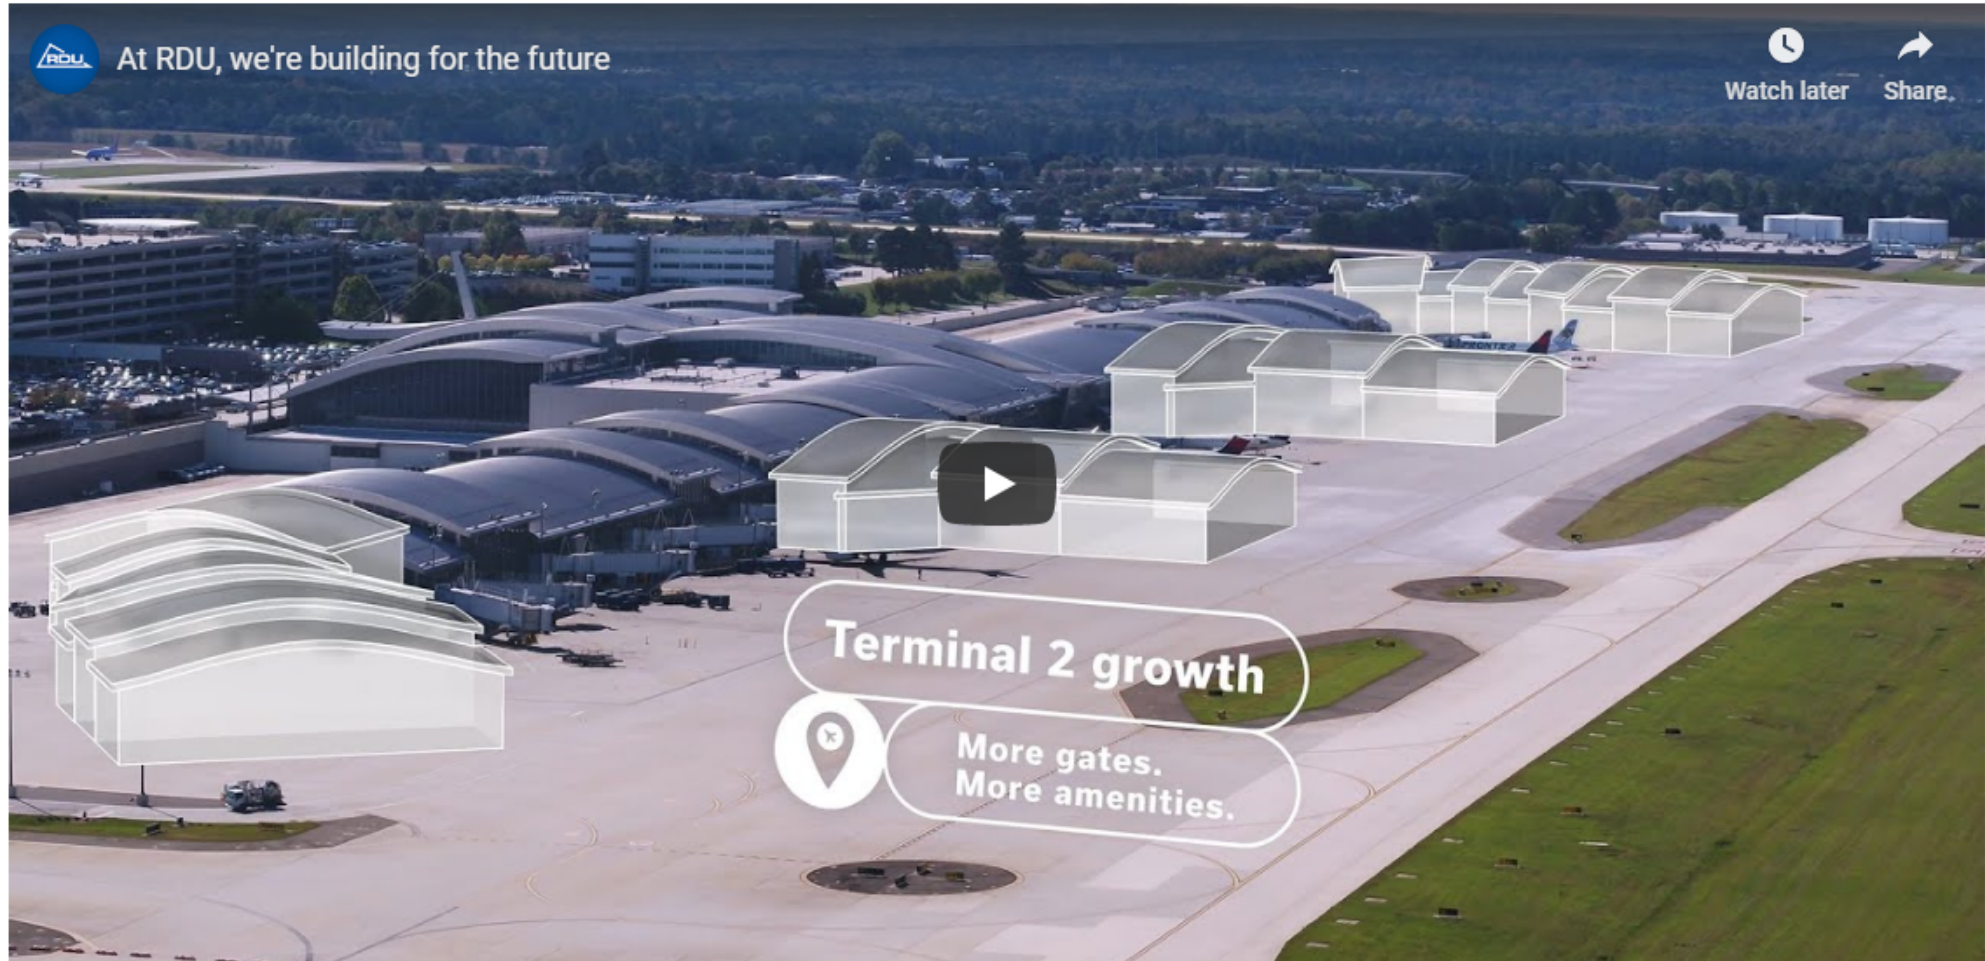 RDU
At RDU, we're building for the future
Watch later
Share
FRONTIER
Terminal 2 growth
More gates.
More amenities.